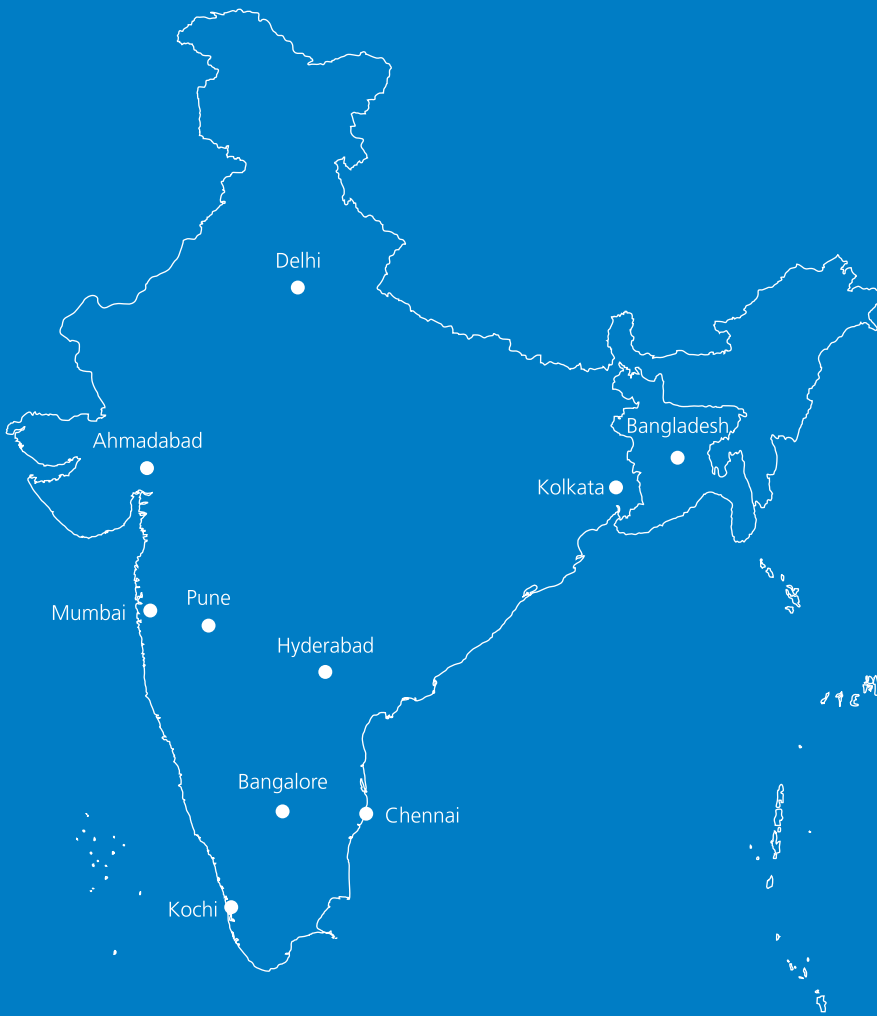 Delhi
Bangladesh
Ahmadabad
Kolkata
Pune
Mumbai
Hyderabad
Bangalore
Chennai
Kochi